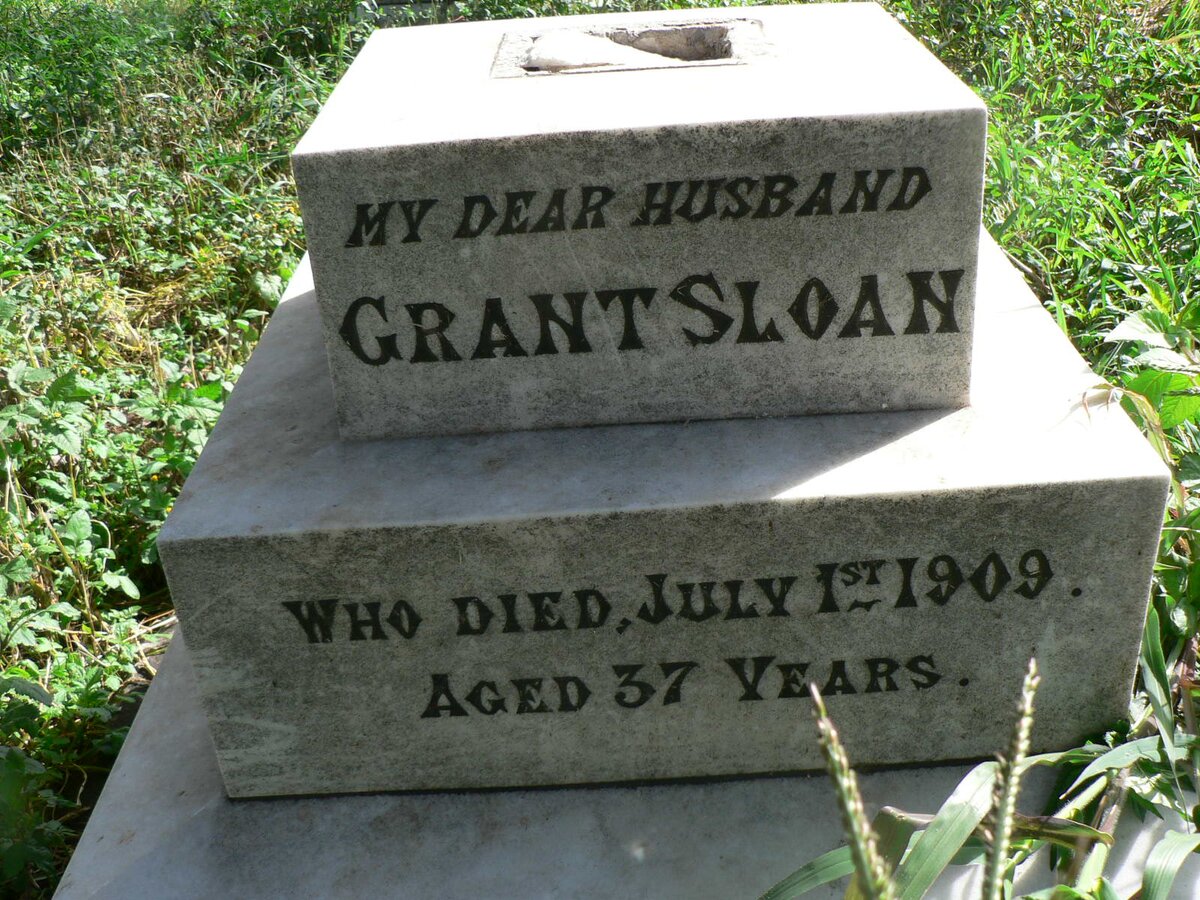 MY DEAR HUSBAND
GRANT SLOAN
WHO DIED, JULY 1ST 1909.
AGED 37 YEARS.